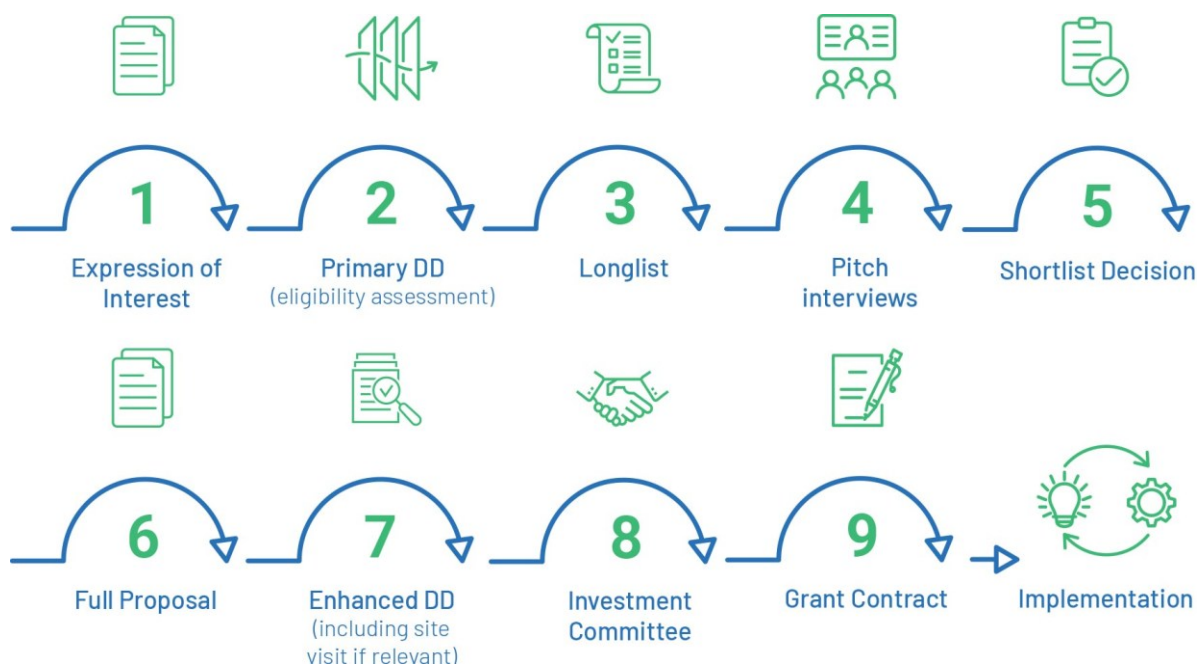 1
Expression of
Interest
2
Primary DD
(eligibility assessment)
3
Longlist
4
Pitch
interviews
5
Shortlist Decision
6
Full Proposal
7
Enhanced DD
(including site
visit if relevant)
8
Investment
Committee
9
Grant Contract
Implementation